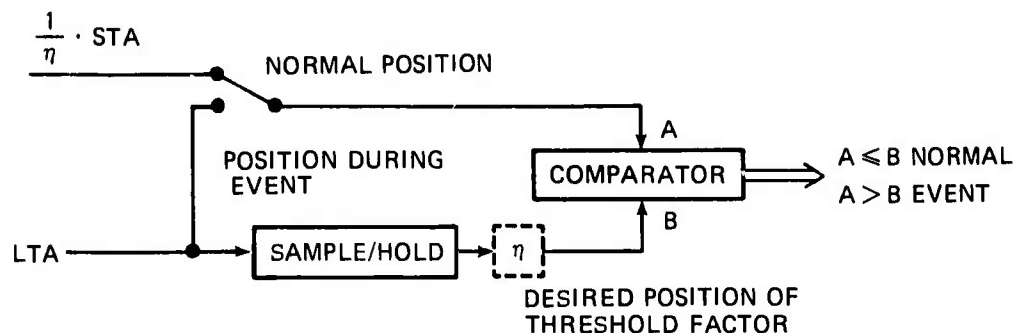 1/η · STA
NORMAL POSITION
POSITION DURING
EVENT
A
COMPARATOR
B
A ⩽ B NORMAL
A > B EVENT
LTA
SAMPLE/HOLD
η
DESIRED POSITION OF
THRESHOLD FACTOR